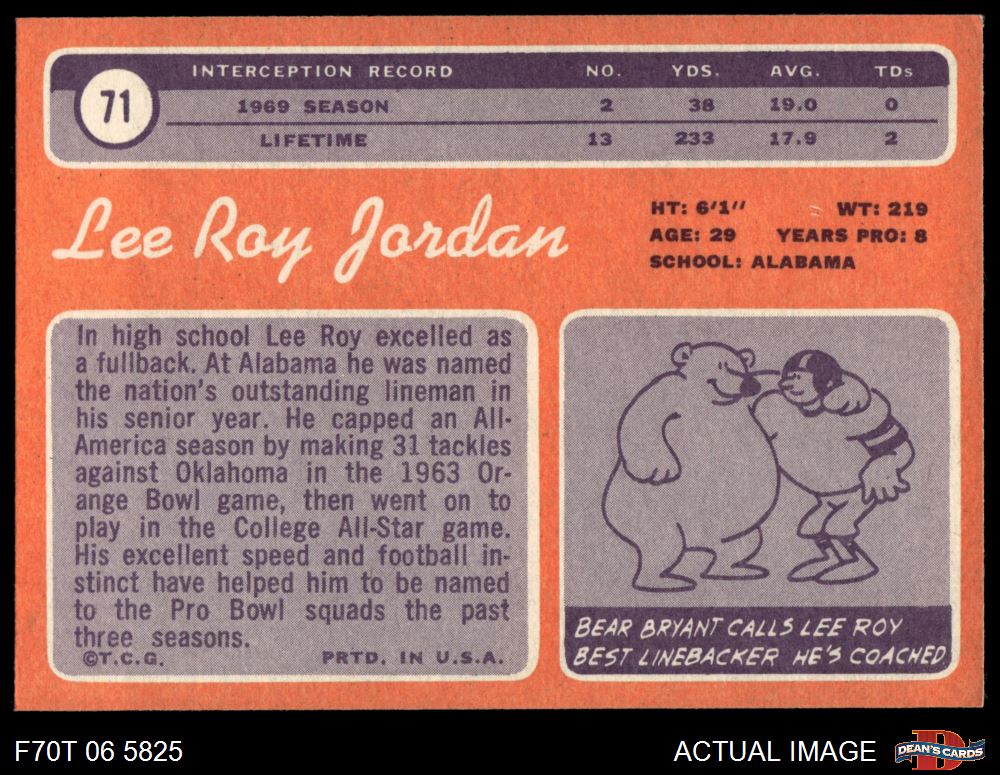 71
INTERCEPTION RECORD NO. YDS. AVG. TDs
1969 SEASON 2 38 19.0 0
LIFETIME 13 233 17.9 2
Lee Roy Jordan
HT: 6'1" WT: 219
AGE: 29 YEARS PRO: 8
SCHOOL: ALABAMA
In high school Lee Roy excelled as
a fullback. At Alabama he was named
the nation's outstanding lineman in
his senior year. He capped an All-
America season by making 31 tackles
against Oklahoma in the 1963 Or-
ange Bowl game, then went on to
play in the College All-Star game.
His excellent speed and football in-
stinct have helped him to be named
to the Pro Bowl squads the past
three seasons.
©T.C.G. PRTD. IN U.S.A.
BEAR BRYANT CALLS LEE ROY
BEST LINEBACKER HE'S COACHED
F70T 06 5825
ACTUAL IMAGE
D
DEAN'S CARDS